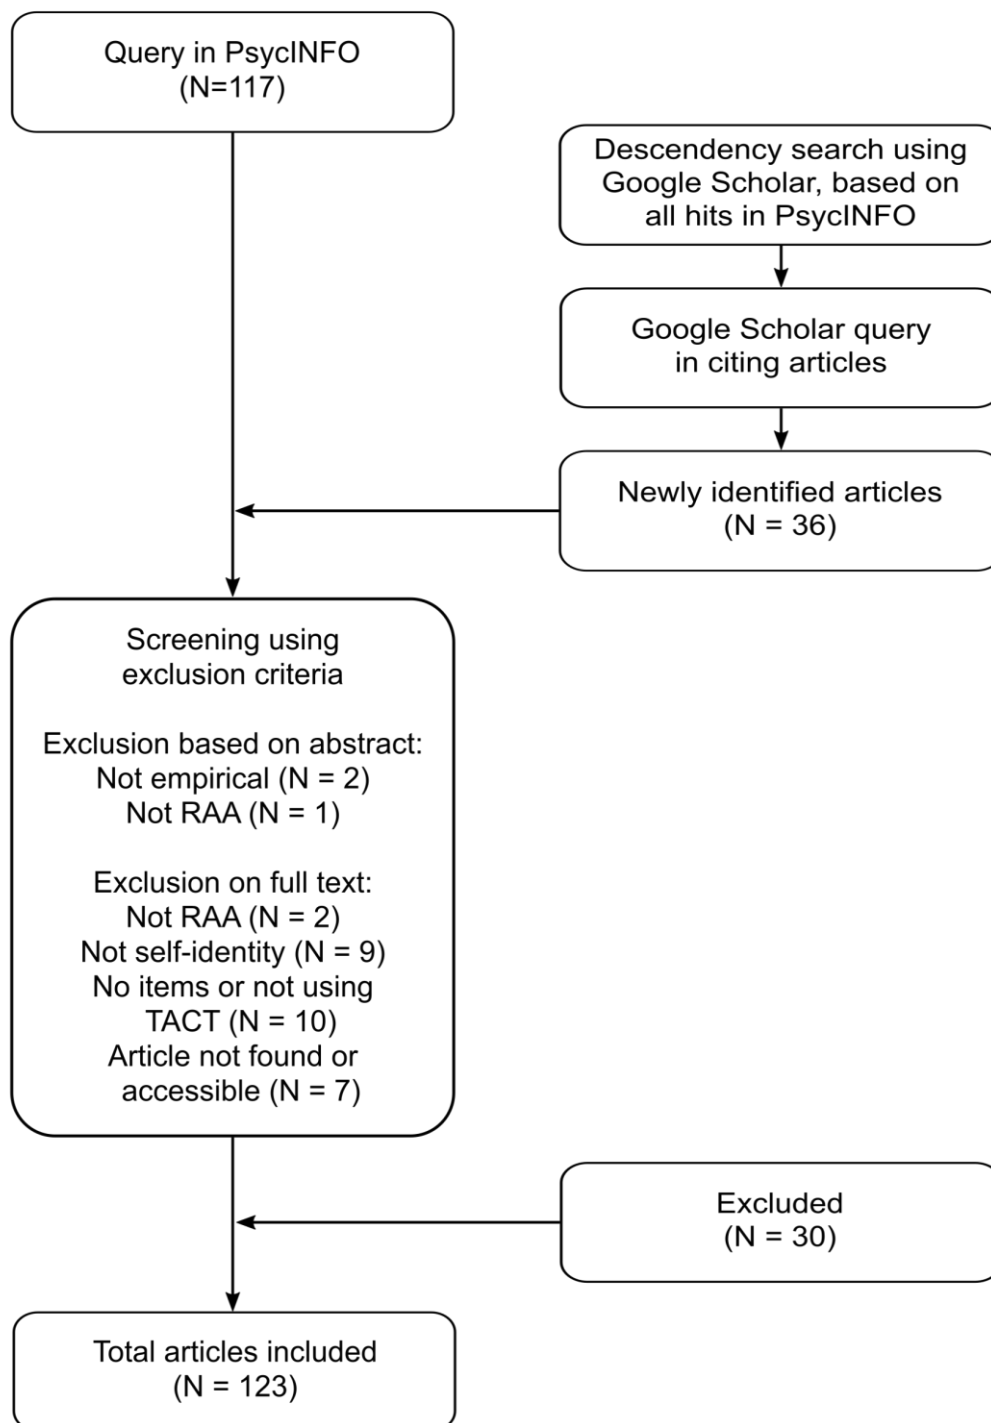 Query in PsycINFO
(N=117)
Descendency search using
Google Scholar, based on
all hits in PsycINFO
Google Scholar query
in citing articles
Newly identified articles
(N = 36)
Screening using
exclusion criteria
Exclusion based on abstract:
Not empirical (N = 2)
Not RAA (N = 1)
Exclusion on full text:
Not RAA (N = 2)
Not self-identity (N = 9)
No items or not using
TACT (N = 10)
Article not found or
accessible (N = 7)
Excluded
(N = 30)
Total articles included
(N = 123)